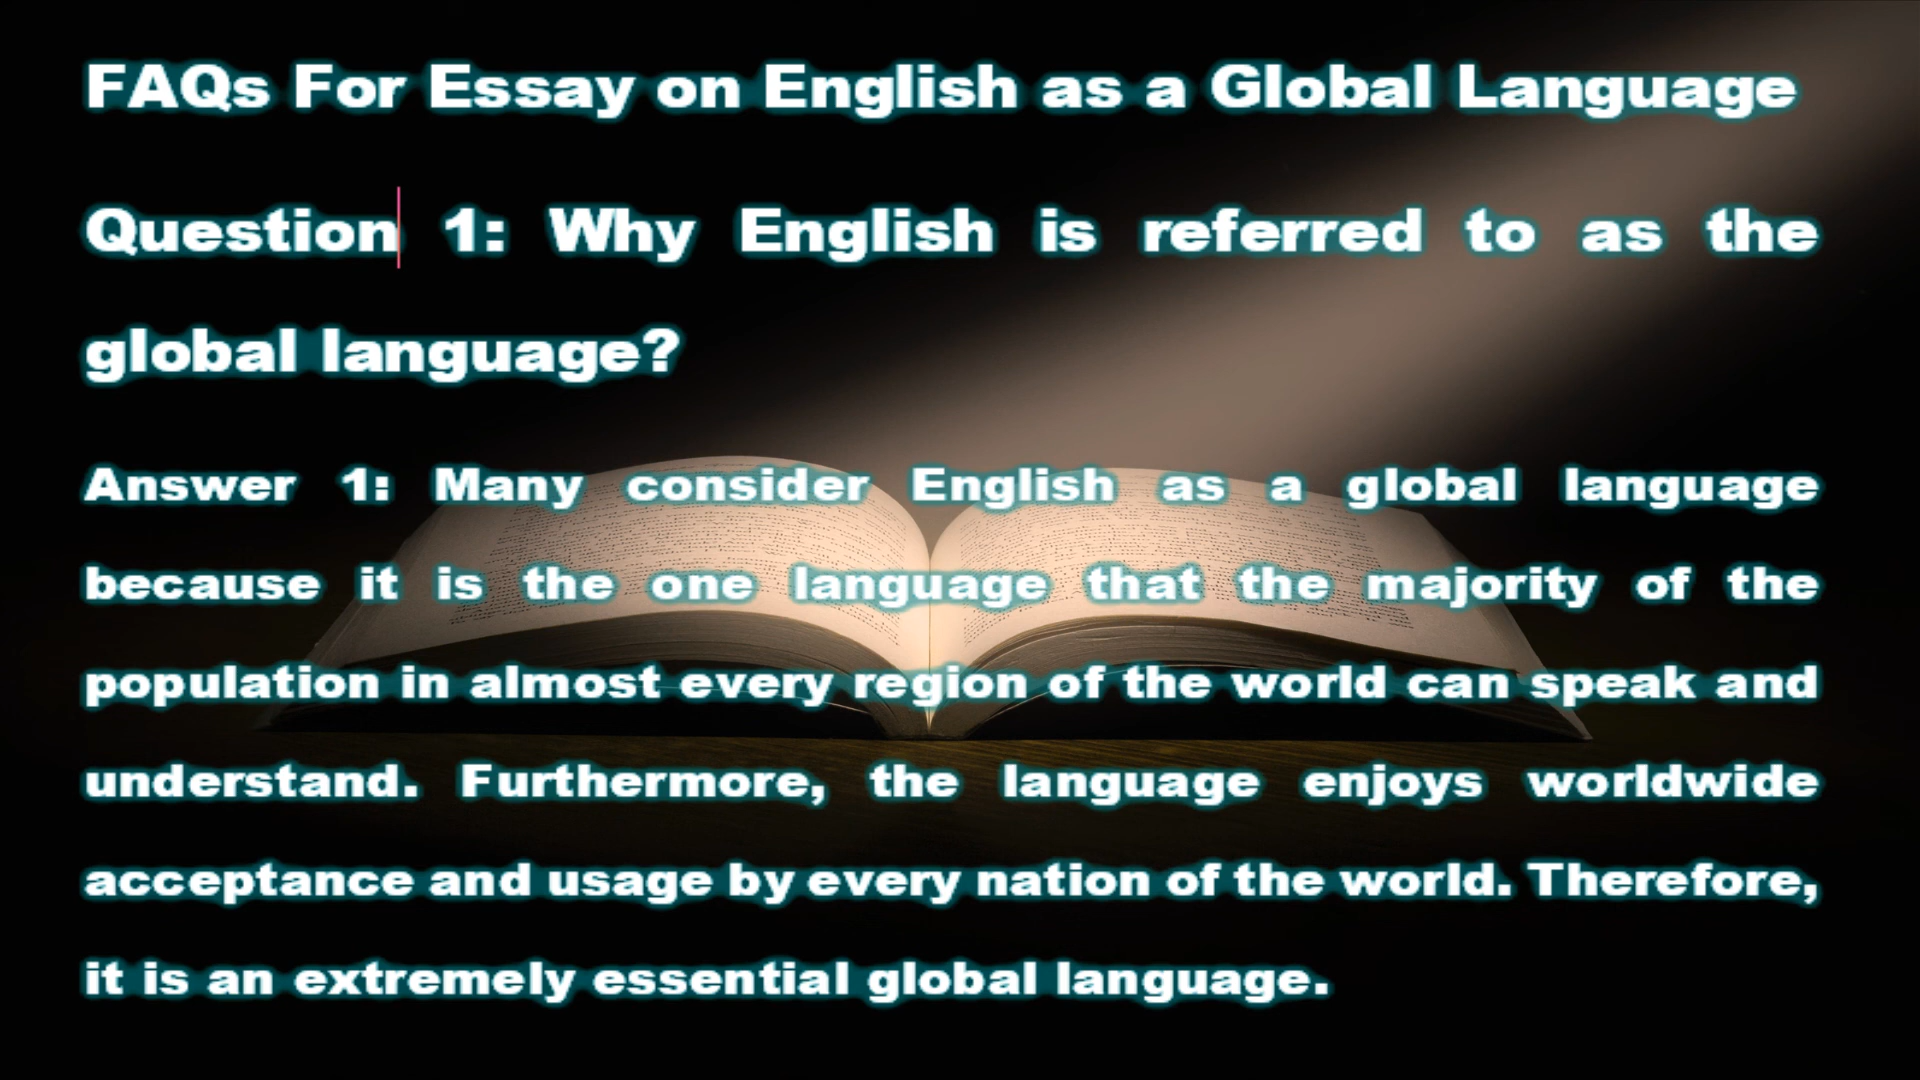 FAQs For Essay on English as a Global Language
Question 1: Why English is referred to as the
global language?
Answer 1: Many consider English as a global language
because it is the one language that the majority of the
population in almost every region of the world can speak and
understand. Furthermore, the language enjoys worldwide
acceptance and usage by every nation of the world. Therefore,
it is an extremely essential global language.